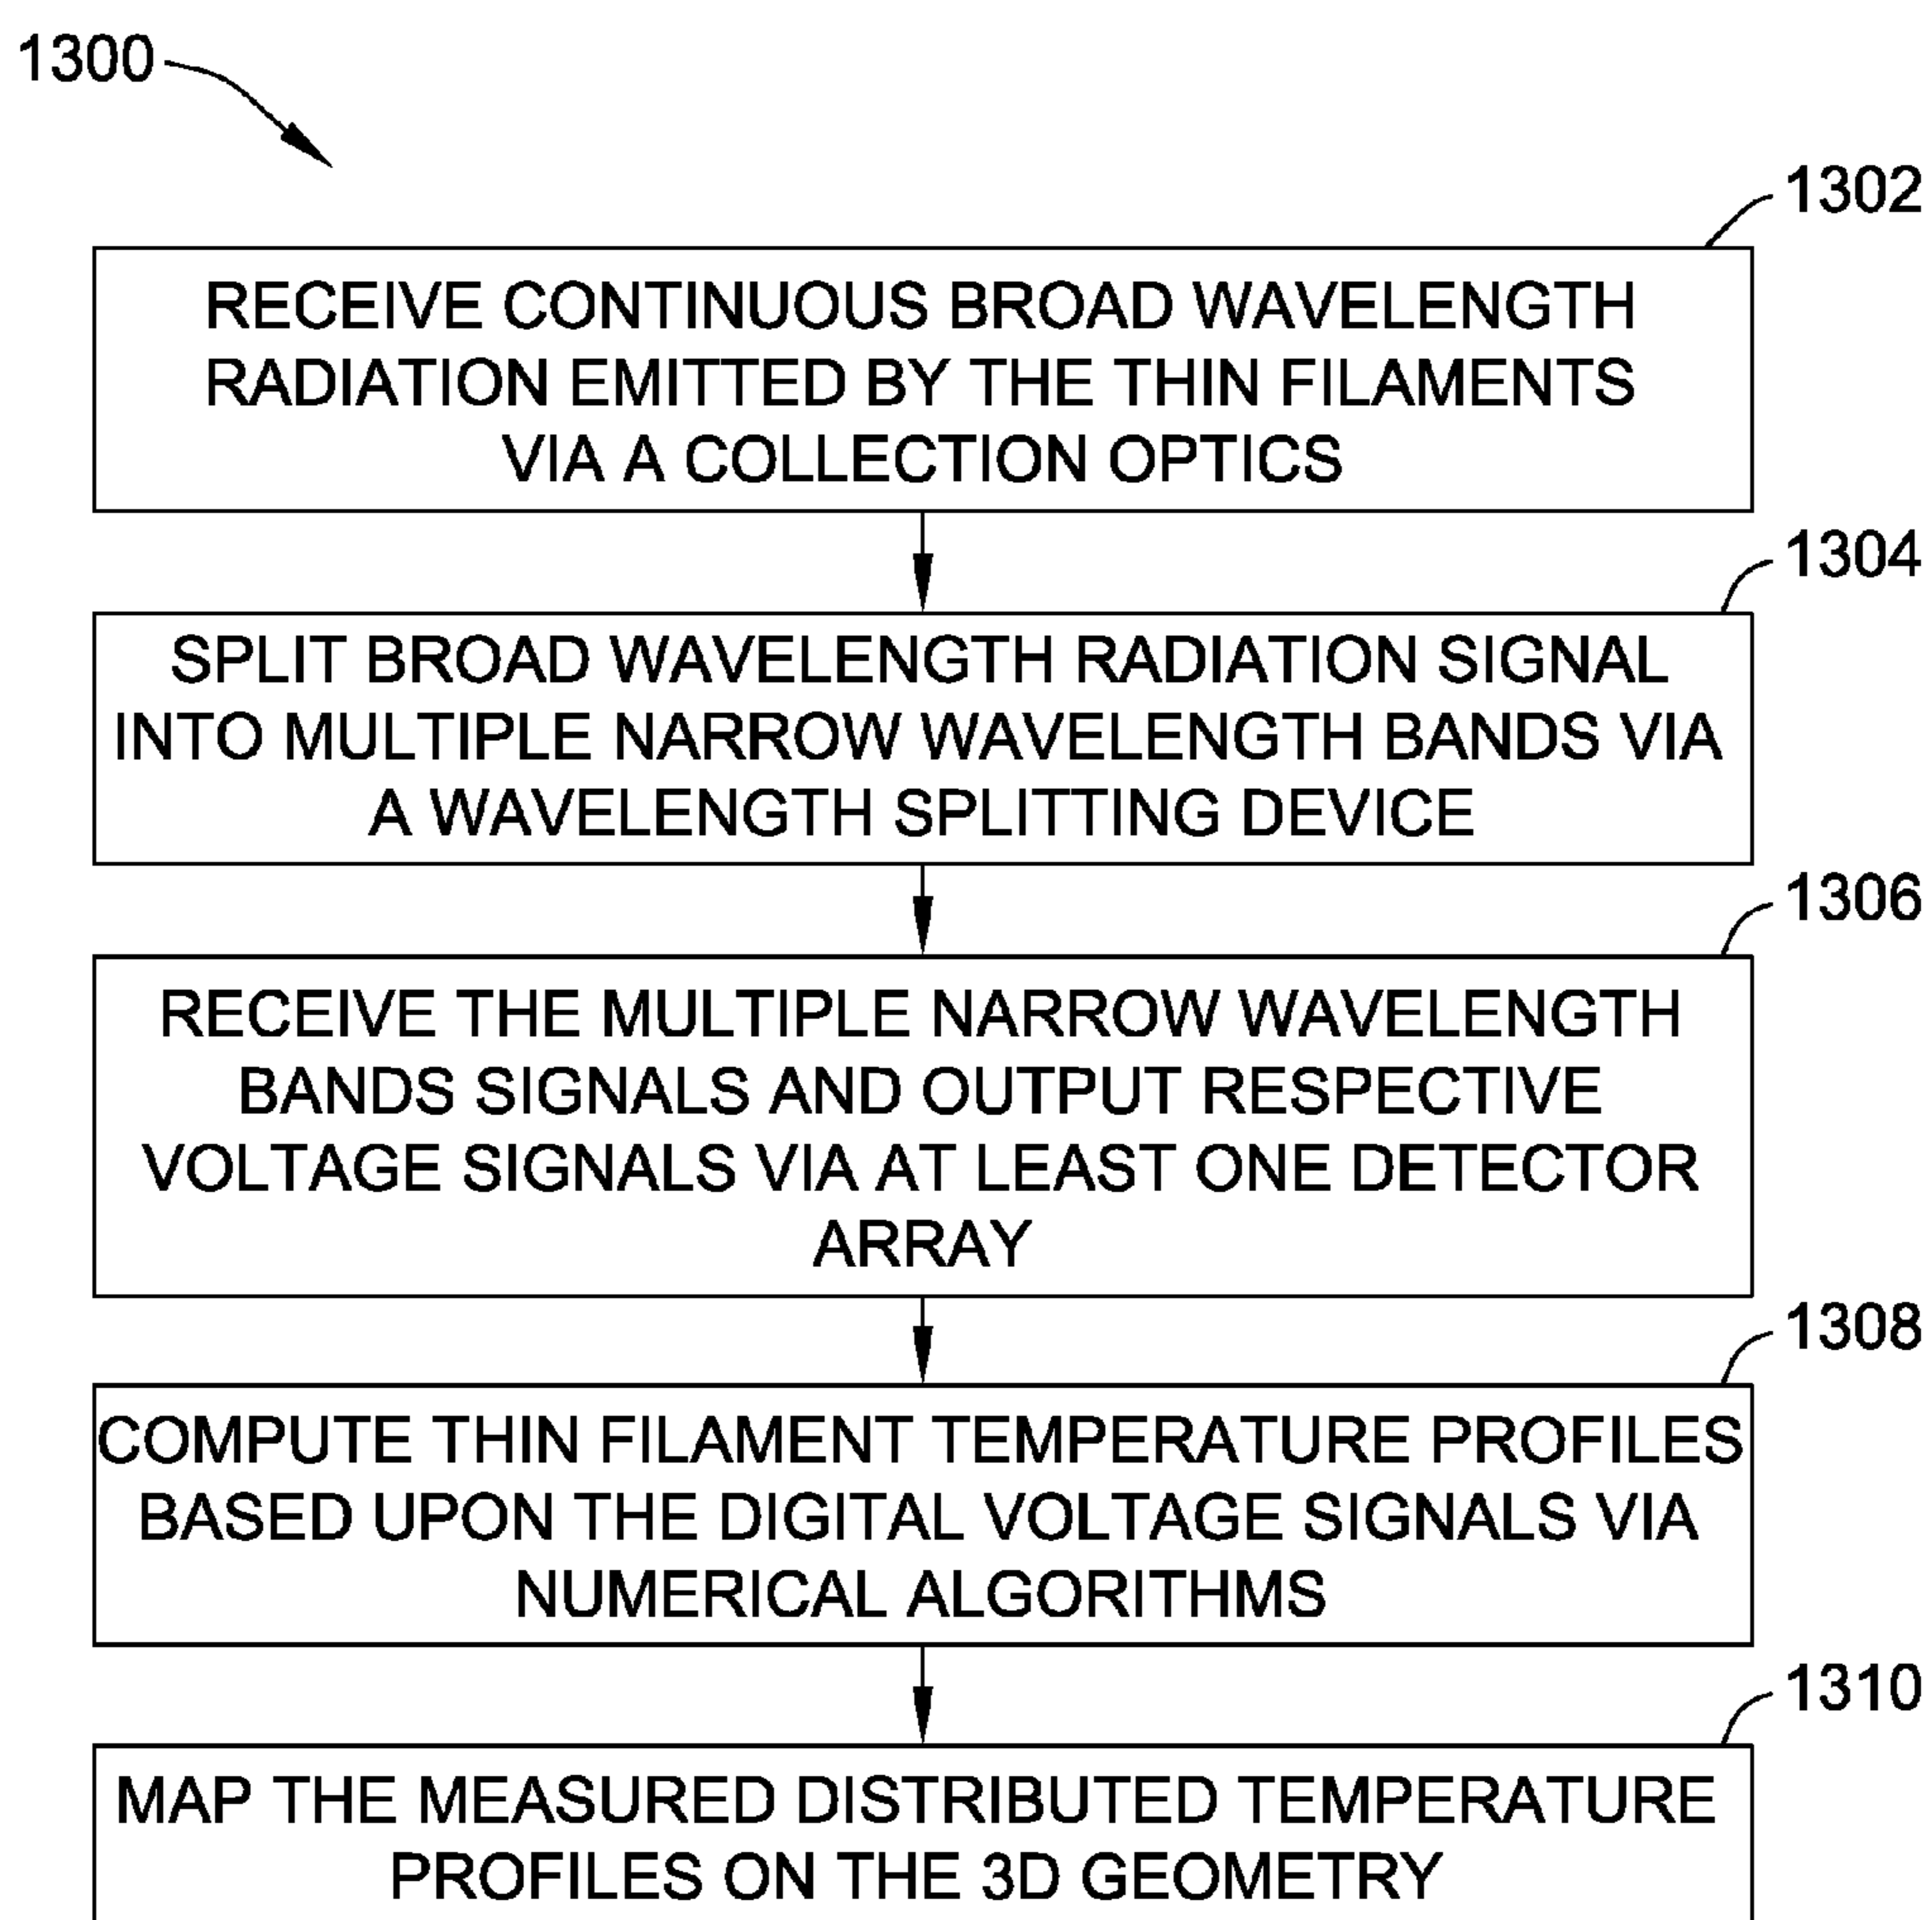 1300
1302
RECEIVE CONTINUOUS BROAD WAVELENGTH
RADIATION EMITTED BY THE THIN FILAMENTS
VIA A COLLECTION OPTICS
1304
SPLIT BROAD WAVELENGTH RADIATION SIGNAL
INTO MULTIPLE NARROW WAVELENGTH BANDS VIA
A WAVELENGTH SPLITTING DEVICE
1306
RECEIVE THE MULTIPLE NARROW WAVELENGTH
BANDS SIGNALS AND OUTPUT RESPECTIVE
VOLTAGE SIGNALS VIA AT LEAST ONE DETECTOR
ARRAY
1308
COMPUTE THIN FILAMENT TEMPERATURE PROFILES
BASED UPON THE DIGITAL VOLTAGE SIGNALS VIA
NUMERICAL ALGORITHMS
1310
MAP THE MEASURED DISTRIBUTED TEMPERATURE
PROFILES ON THE 3D GEOMETRY